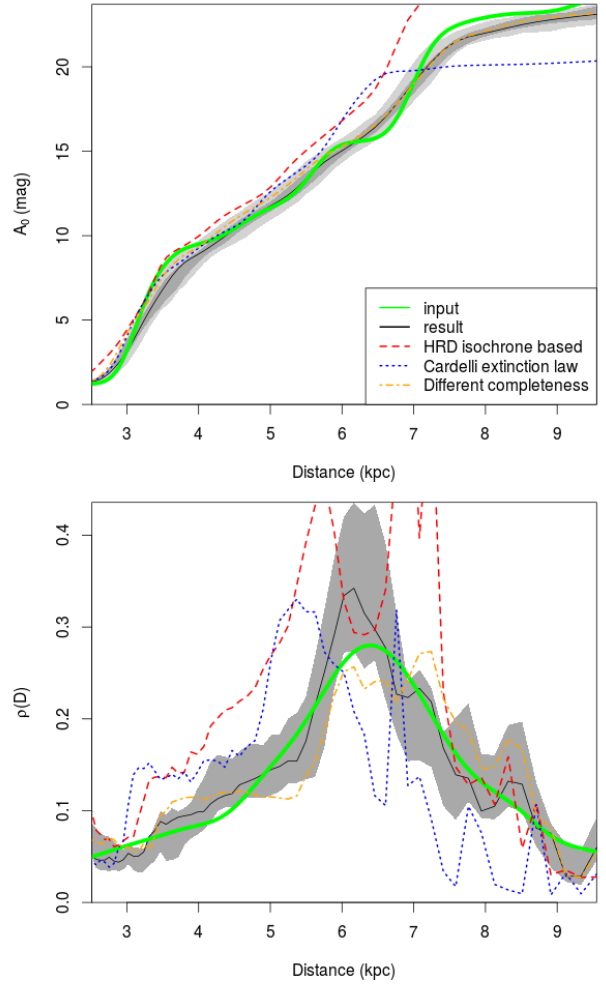 20
15
10
5
0
A₀ (mag)
input
result
HRD isochrone based
Cardelli extinction law
Different completeness
3 4 5 6 7 8 9
Distance (kpc)
0.4
0.3
0.2
0.1
0.0
ρ(D)
3 4 5 6 7 8 9
Distance (kpc)